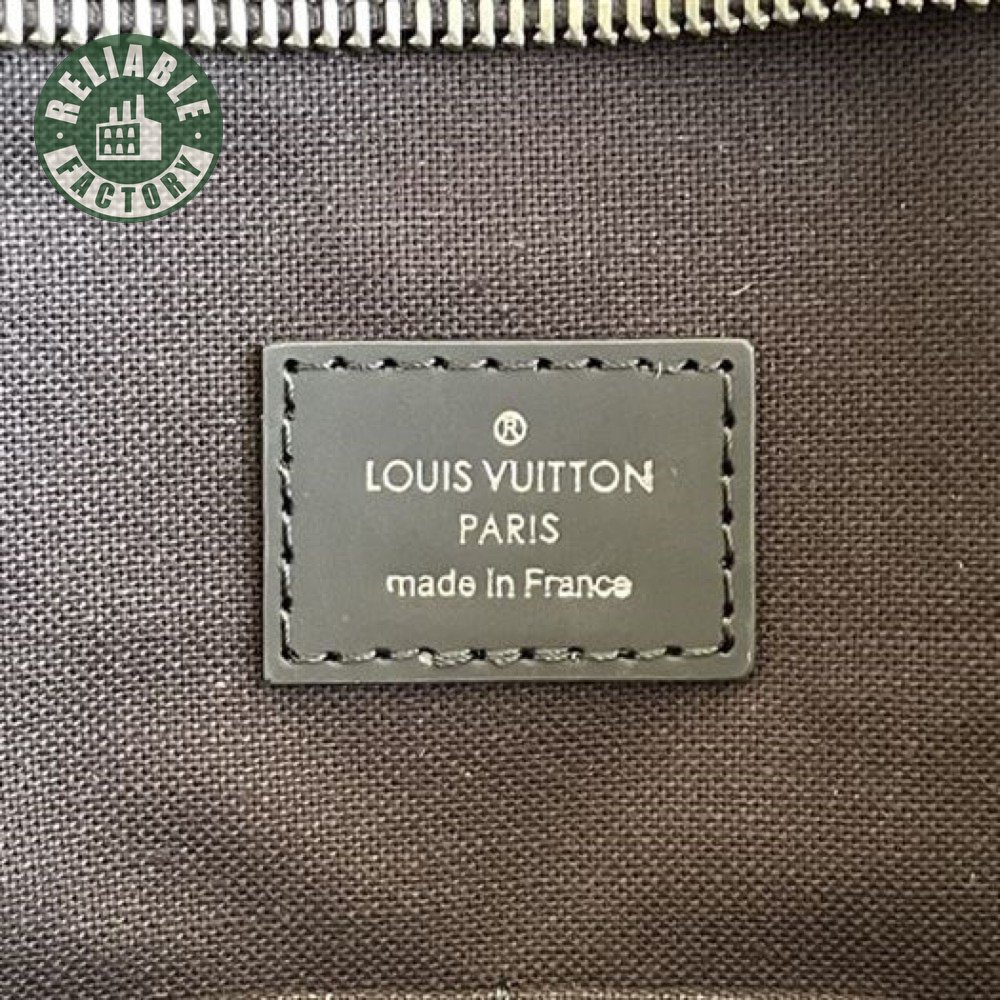 RELIABLE
FACTORY
®
LOUIS VUITTON
PARIS
made in France